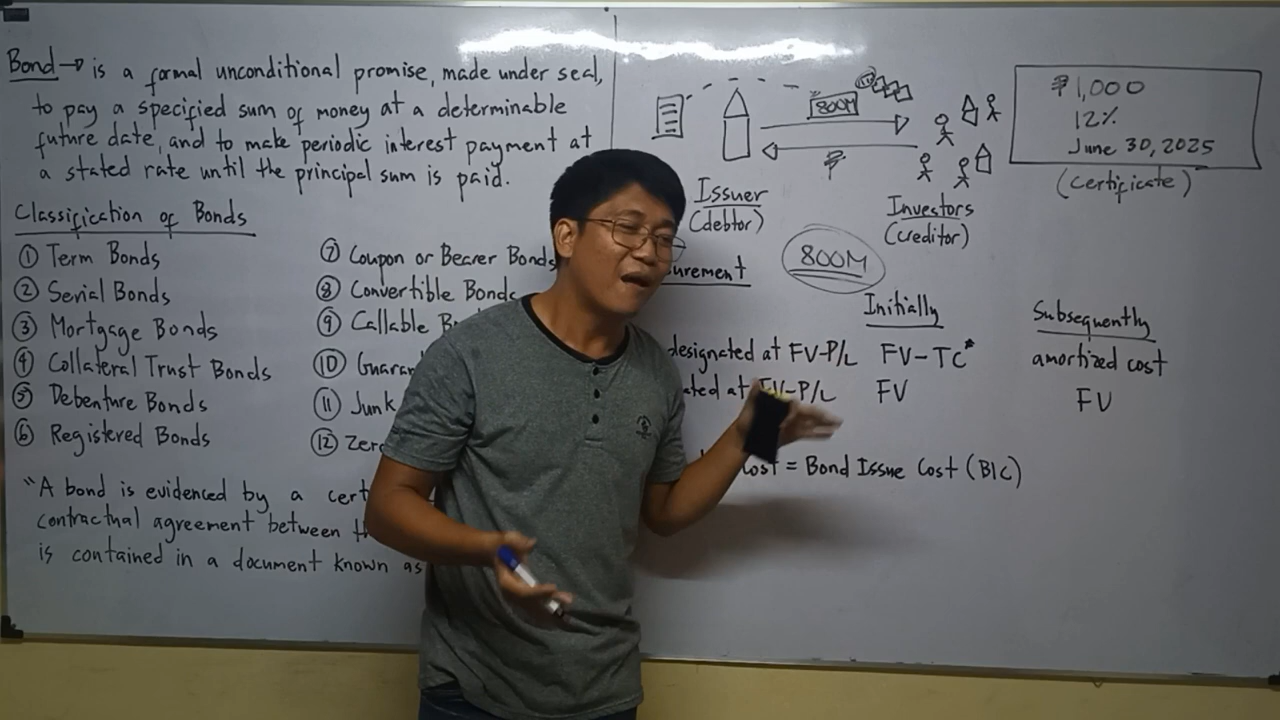 Bond → is a formal unconditional promise, made under seal,
to pay a specified sum of money at a determinable
future date, and to make periodic interest payment at
a stated rate until the principal sum is paid.
Classification of Bonds
① Term Bonds
② Serial Bonds
③ Mortgage Bonds
④ Collateral Trust Bonds
⑤ Debenture Bonds
⑥ Registered Bonds
⑦ Coupon or Bearer Bonds
⑧ Convertible Bonds
⑨ Callable
⑩
⑪ Junk
⑫
"A bond is evidenced by a
contractual agreement between
is contained in a document known as
800M
₱
Issuer
(debtor)
Investors
(creditor)
₱1,000
12%
June 30, 2025
(certificate)
800M
Initially
Subsequently
designated at FV-P/L FV-TC* amortized cost
at FV-P/L FV FV
Cost = Bond Issue Cost (BIC)